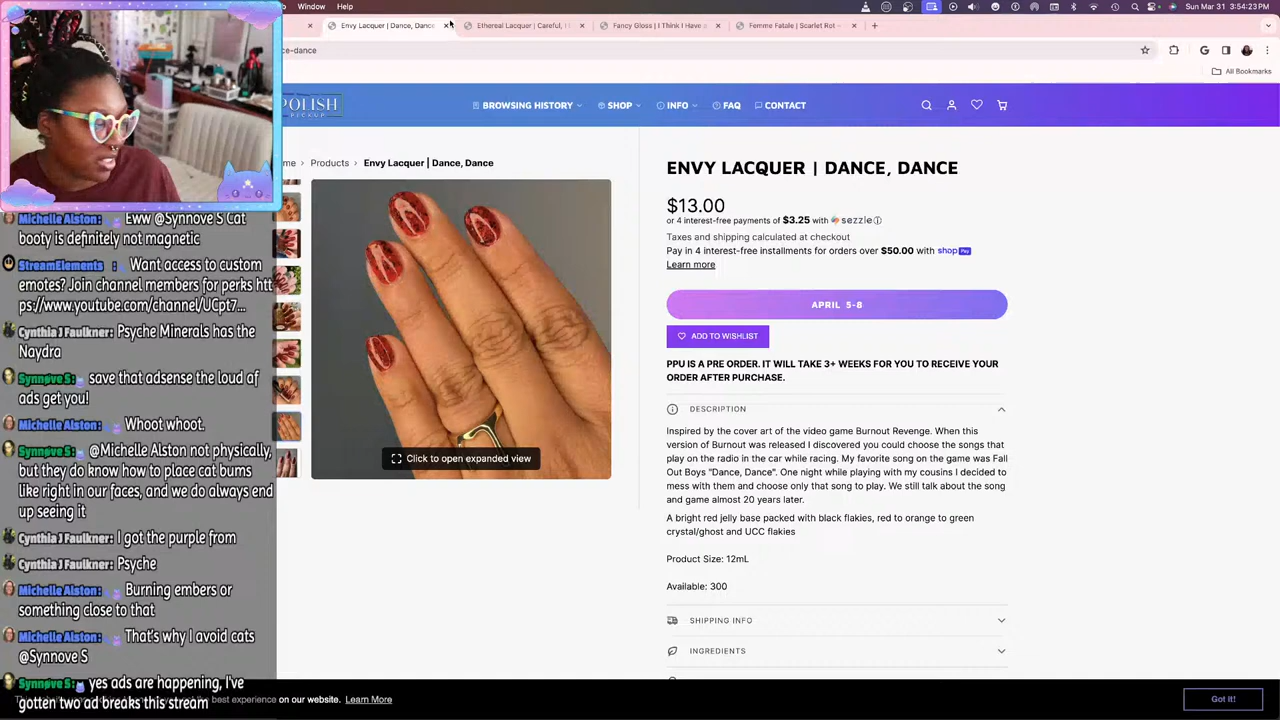 Window Help
Sun Mar 31 3:54:23 PM
Envy Lacquer | Dance, Dance
Ethereal Lacquer | Careful, I
Fancy Gloss | I Think I Have
Femme Fatale | Scarlet Rot –
ce-dance
All Bookmarks
POLISH
PICKUP
BROWSING HISTORY
SHOP
INFO
FAQ
CONTACT
me > Products > Envy Lacquer | Dance, Dance
ENVY LACQUER | DANCE, DANCE
$13.00
or 4 interest-free payments of $3.25 with sezzle
Taxes and shipping calculated at checkout
Pay in 4 interest-free installments for orders over $50.00 with shop Pay
Learn more
APRIL 5-8
ADD TO WISHLIST
PPU IS A PRE ORDER. IT WILL TAKE 3+ WEEKS FOR YOU TO RECEIVE YOUR
ORDER AFTER PURCHASE.
DESCRIPTION
Inspired by the cover art of the video game Burnout Revenge. When this
version of Burnout was released I discovered you could choose the songs that
play on the radio in the car while racing. My favorite song on the game was Fall
Out Boys "Dance, Dance". One night while playing with my cousins I decided to
mess with them and choose only that song to play. We still talk about the song
and game almost 20 years later.
A bright red jelly base packed with black flakies, red to orange to green
crystal/ghost and UCC flakies
Product Size: 12mL
Available: 300
SHIPPING INFO
INGREDIENTS
Click to open expanded view
Michelle Alston: Eww @Synnove S Cat
booty is definitely not magnetic
StreamElements : Want access to custom
emotes? Join channel members for perks htt
ps://www.youtube.com/channel/UCpt7...
Cynthia J Faulkner: Psyche Minerals has the
Naydra
Synnove S: save that adsense the loud af
ads get you!
Michelle Alston: Whoot whoot.
Synnove S: @Michelle Alston not physically,
but they do know how to place cat bums
like right in our faces, and we do always end
up seeing it
Cynthia J Faulkner: I got the purple from
Cynthia J Faulkner: Psyche
Michelle Alston: Burning embers or
something close to that
Michelle Alston: That's why I avoid cats
@Synnove S
Synnove S: yes ads are happening, I've
gotten two ad breaks this stream
best experience on our website. Learn More
Got it!